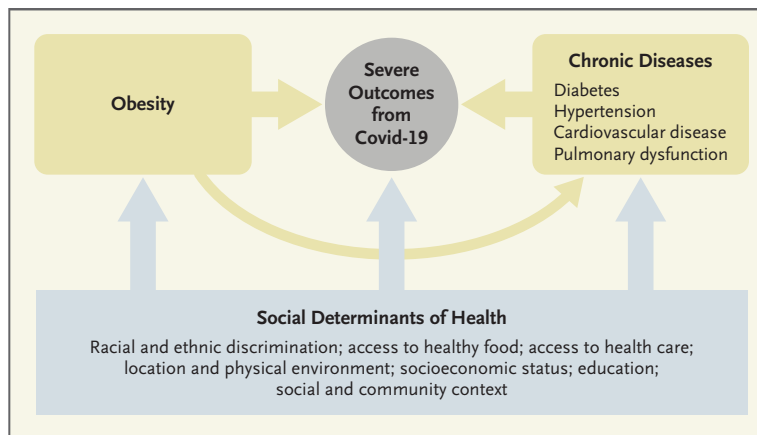 Obesity
Severe
Outcomes
from
Covid-19
Chronic Diseases
Diabetes
Hypertension
Cardiovascular disease
Pulmonary dysfunction
Social Determinants of Health
Racial and ethnic discrimination; access to healthy food; access to health care;
location and physical environment; socioeconomic status; education;
social and community context